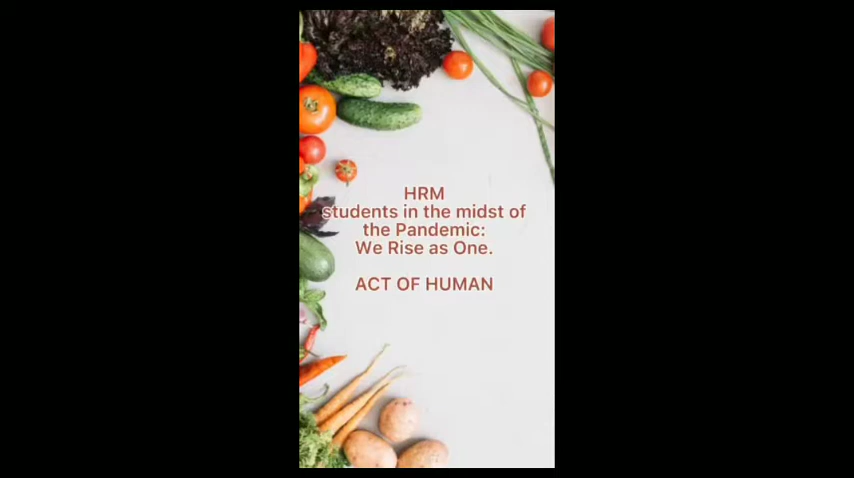 HRM
students in the midst of
the Pandemic:
We Rise as One.
ACT OF HUMAN